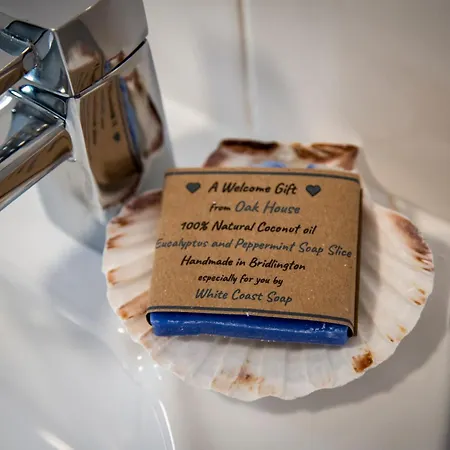 A Welcome Gift
from Oak House
100% Natural Coconut oil
Eucalyptus and Peppermint Soap Slice
Handmade in Bridlington
especially for you by
White Coast Soap